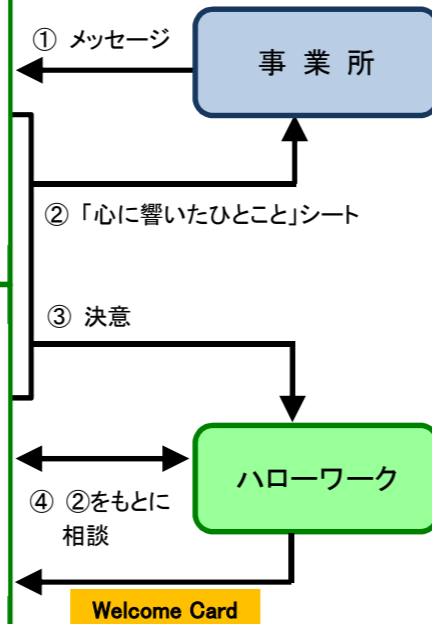 ① メッセージ
事 業 所
② 「心に響いたひとこと」シート
③ 決意
ハローワーク
④ ②をもとに
相談
Welcome Card